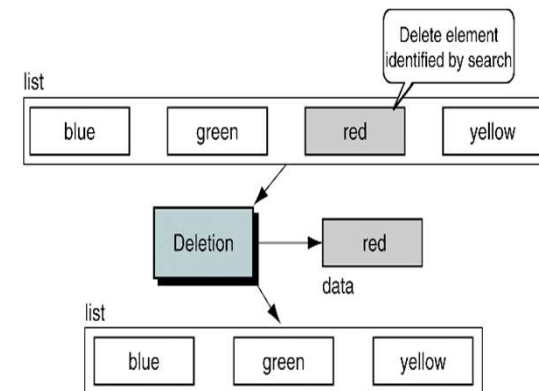 Delete element
identified by search
list
blue green red yellow
Deletion
red
data
list
blue green yellow